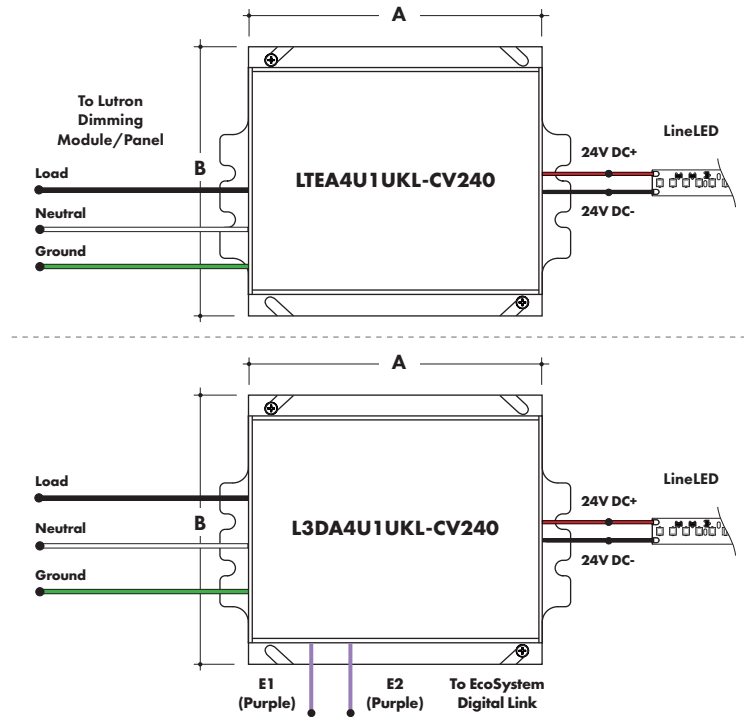 A
To Lutron
Dimming
Module/Panel
LineLED
24V DC+
B
LTEA4U1UKL-CV240
Load
24V DC-
Neutral
Ground
A
LineLED
Load
24V DC+
B
L3DA4U1UKL-CV240
Neutral
24V DC-
Ground
E1
(Purple)
E2
(Purple)
To EcoSystem
Digital Link